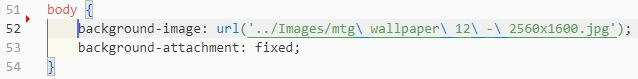 51 body {
52 background-image: url('../Images/mtg\ wallpaper\ 12\ -\ 2560x1600.jpg');
53 background-attachment: fixed;
54 }